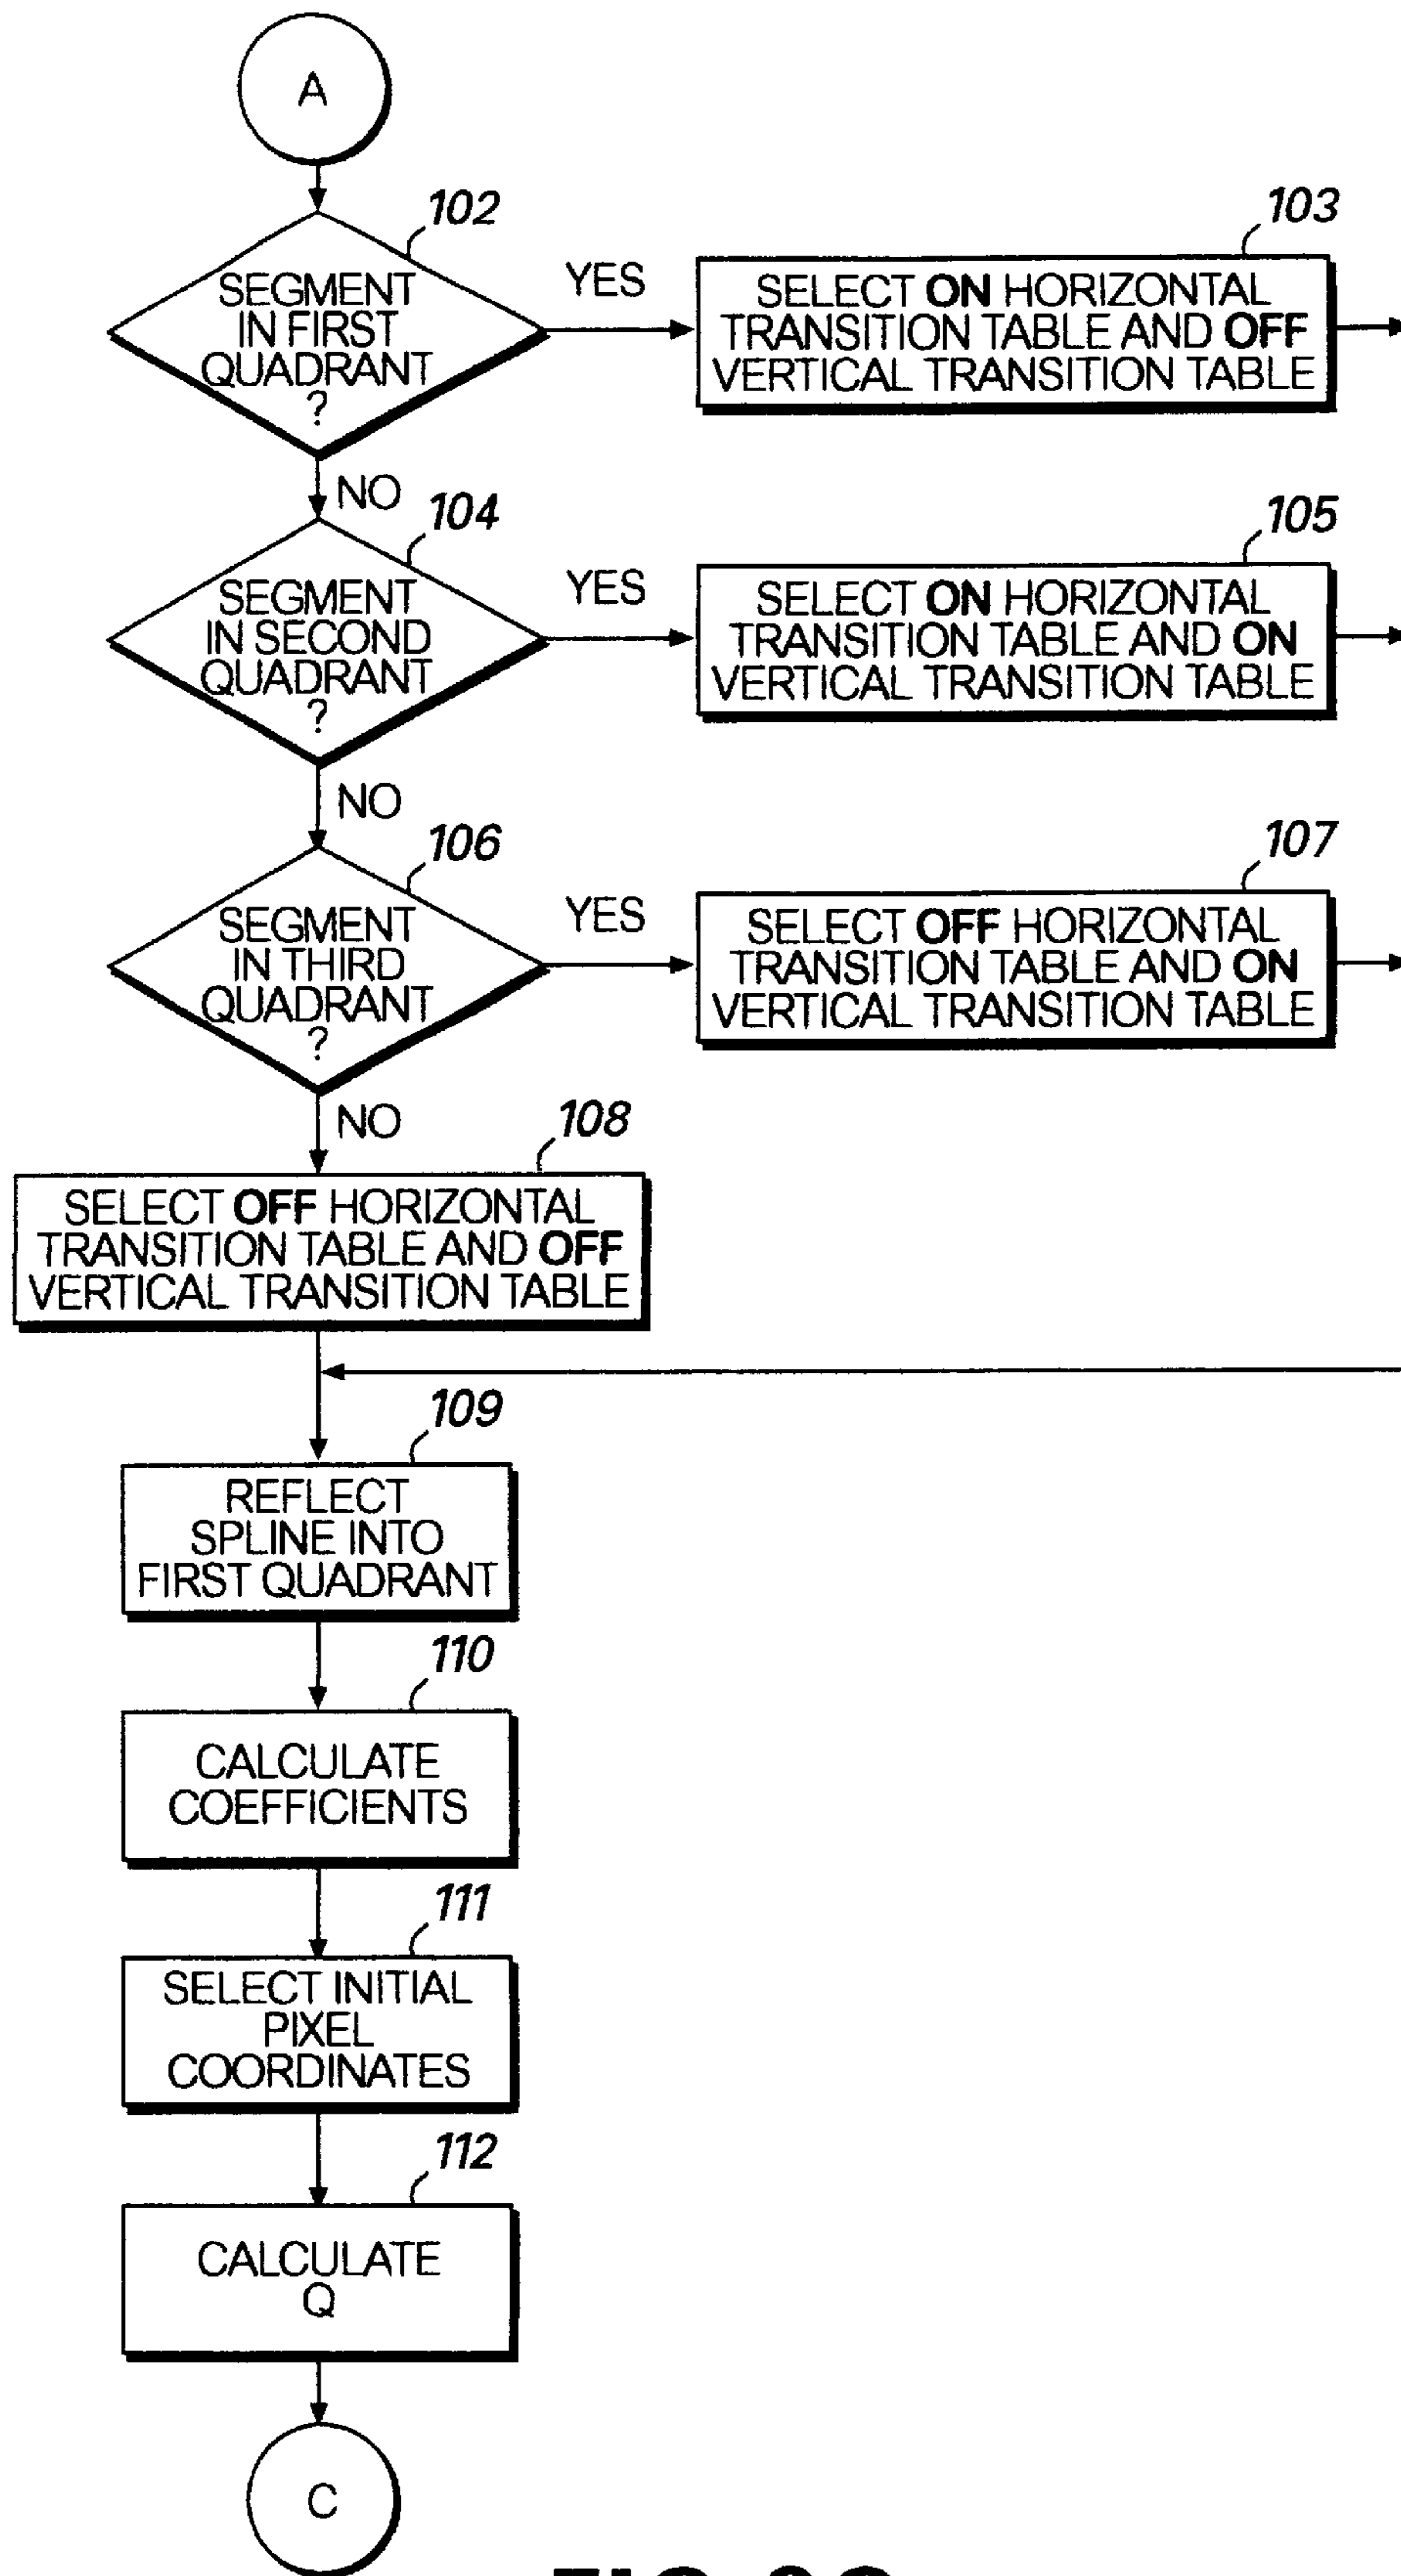 A
102
SEGMENT
IN FIRST
QUADRANT
?
YES
103
SELECT ON HORIZONTAL
TRANSITION TABLE AND OFF
VERTICAL TRANSITION TABLE
NO
104
SEGMENT
IN SECOND
QUADRANT
?
YES
105
SELECT ON HORIZONTAL
TRANSITION TABLE AND ON
VERTICAL TRANSITION TABLE
NO
106
SEGMENT
IN THIRD
QUADRANT
?
YES
107
SELECT OFF HORIZONTAL
TRANSITION TABLE AND ON
VERTICAL TRANSITION TABLE
NO
108
SELECT OFF HORIZONTAL
TRANSITION TABLE AND OFF
VERTICAL TRANSITION TABLE
109
REFLECT
SPLINE INTO
FIRST QUADRANT
110
CALCULATE
COEFFICIENTS
111
SELECT INITIAL
PIXEL
COORDINATES
112
CALCULATE
Q
C